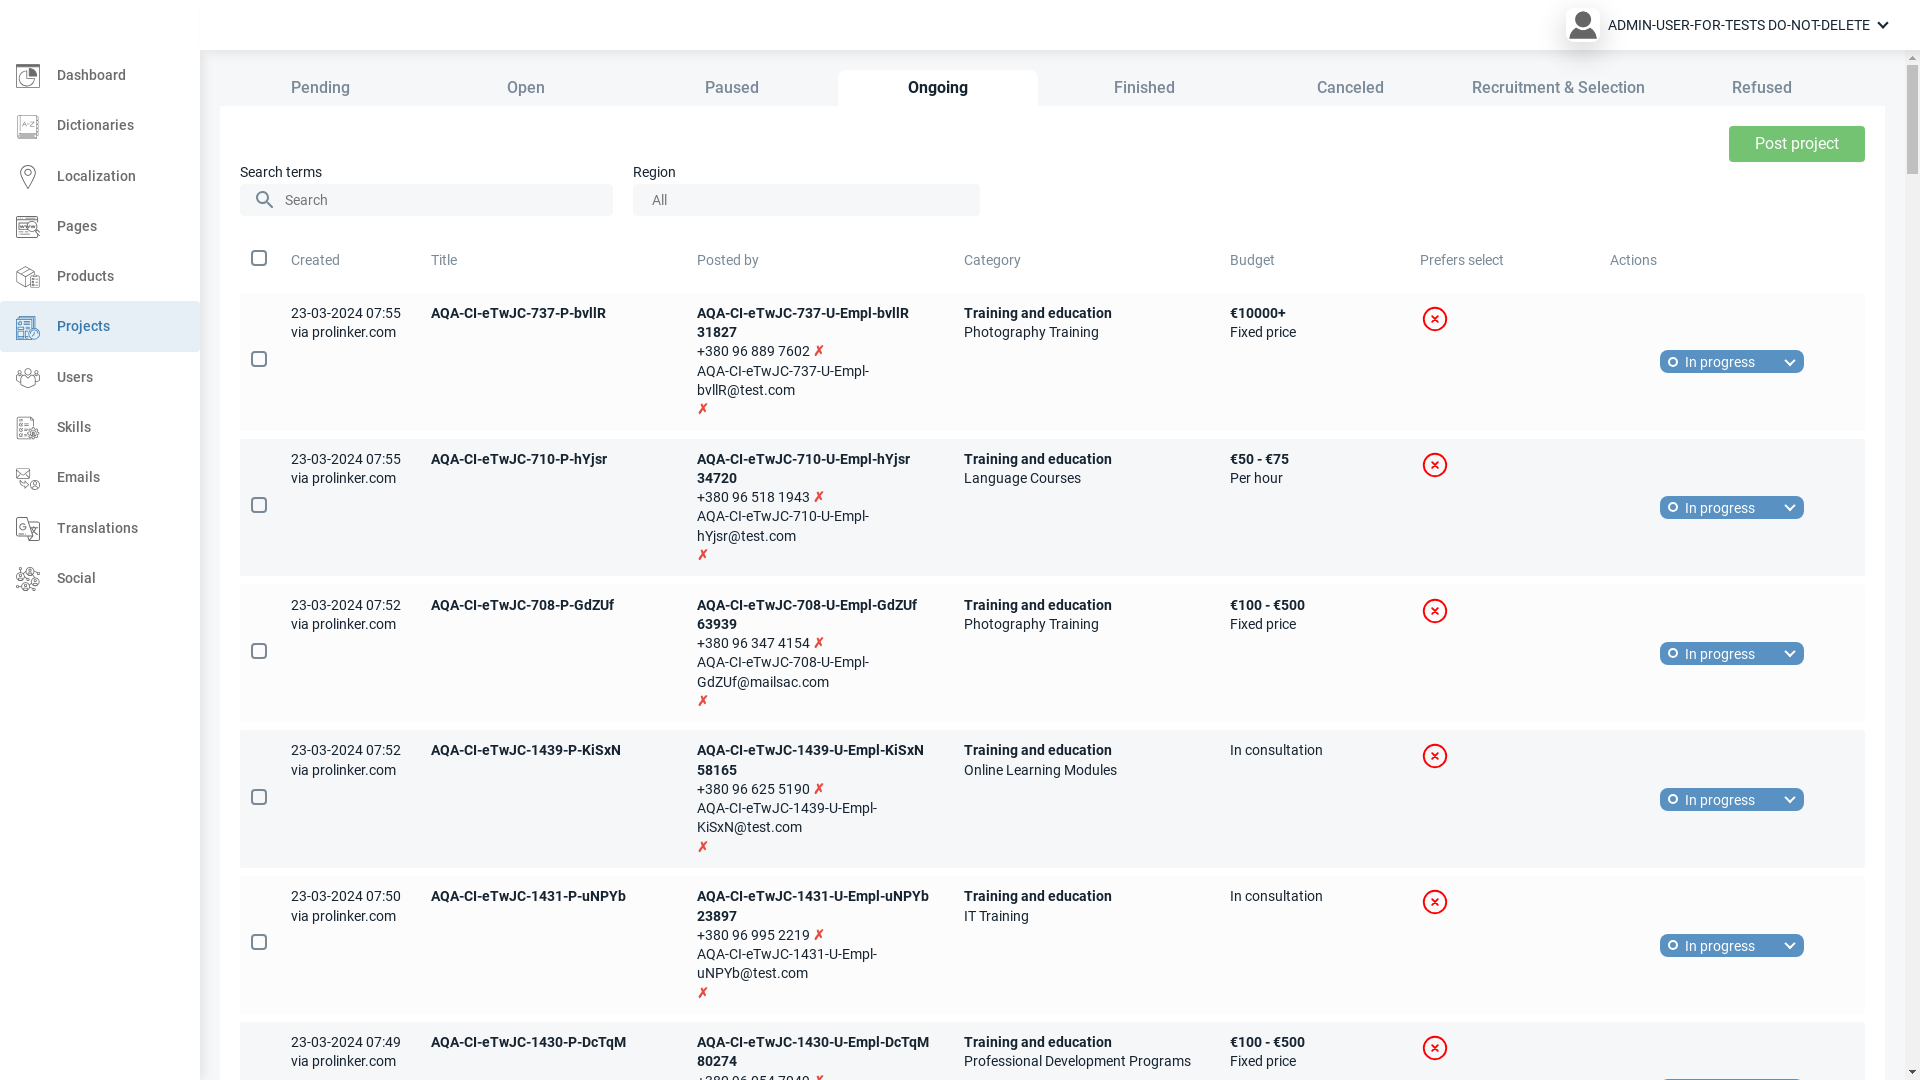 ADMIN-USER-FOR-TESTS DO-NOT-DELETE
Dashboard
Dictionaries
Localization
Pages
Products
Projects
Users
Skills
Emails
Translations
Social
Pending Open Paused Ongoing Finished Canceled Recruitment & Selection Refused
Post project
Search terms Region
Search All
Created Title Posted by Category Budget Prefers select Actions
23-03-2024 07:55 AQA-CI-eTwJC-737-P-bvllR AQA-CI-eTwJC-737-U-Empl-bvllR Training and education €10000+
via prolinker.com 31827 Photography Training Fixed price
+380 96 889 7602 ✗
In progress
AQA-CI-eTwJC-737-U-Empl-
bvllR@test.com
✗
23-03-2024 07:55 AQA-CI-eTwJC-710-P-hYjsr AQA-CI-eTwJC-710-U-Empl-hYjsr Training and education €50 - €75
via prolinker.com 34720 Language Courses Per hour
+380 96 518 1943 ✗
In progress
AQA-CI-eTwJC-710-U-Empl-
hYjsr@test.com
✗
23-03-2024 07:52 AQA-CI-eTwJC-708-P-GdZUf AQA-CI-eTwJC-708-U-Empl-GdZUf Training and education €100 - €500
via prolinker.com 63939 Photography Training Fixed price
+380 96 347 4154 ✗
In progress
AQA-CI-eTwJC-708-U-Empl-
GdZUf@mailsac.com
✗
23-03-2024 07:52 AQA-CI-eTwJC-1439-P-KiSxN AQA-CI-eTwJC-1439-U-Empl-KiSxN Training and education In consultation
via prolinker.com 58165 Online Learning Modules
+380 96 625 5190 ✗
In progress
AQA-CI-eTwJC-1439-U-Empl-
KiSxN@test.com
✗
23-03-2024 07:50 AQA-CI-eTwJC-1431-P-uNPYb AQA-CI-eTwJC-1431-U-Empl-uNPYb Training and education In consultation
via prolinker.com 23897 IT Training
+380 96 995 2219 ✗
In progress
AQA-CI-eTwJC-1431-U-Empl-
uNPYb@test.com
✗
23-03-2024 07:49 AQA-CI-eTwJC-1430-P-DcTqM AQA-CI-eTwJC-1430-U-Empl-DcTqM Training and education €100 - €500
via prolinker.com 80274 Professional Development Programs Fixed price